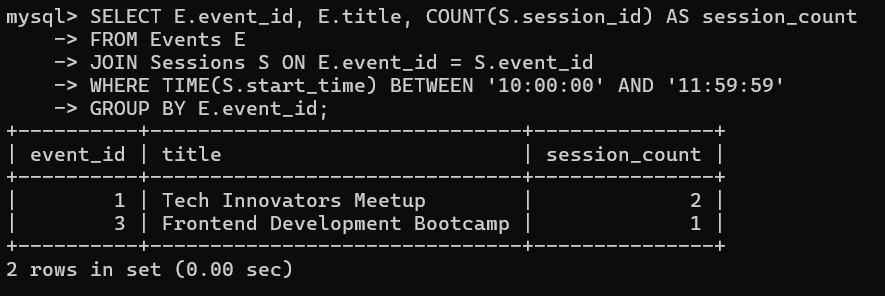 mysql> SELECT E.event_id, E.title, COUNT(S.session_id) AS session_count
    -> FROM Events E
    -> JOIN Sessions S ON E.event_id = S.event_id
    -> WHERE TIME(S.start_time) BETWEEN '10:00:00' AND '11:59:59'
    -> GROUP BY E.event_id;
+----------+-------------------------------+---------------+
| event_id | title                         | session_count |
+----------+-------------------------------+---------------+
|        1 | Tech Innovators Meetup        |             2 |
|        3 | Frontend Development Bootcamp |             1 |
+----------+-------------------------------+---------------+
2 rows in set (0.00 sec)